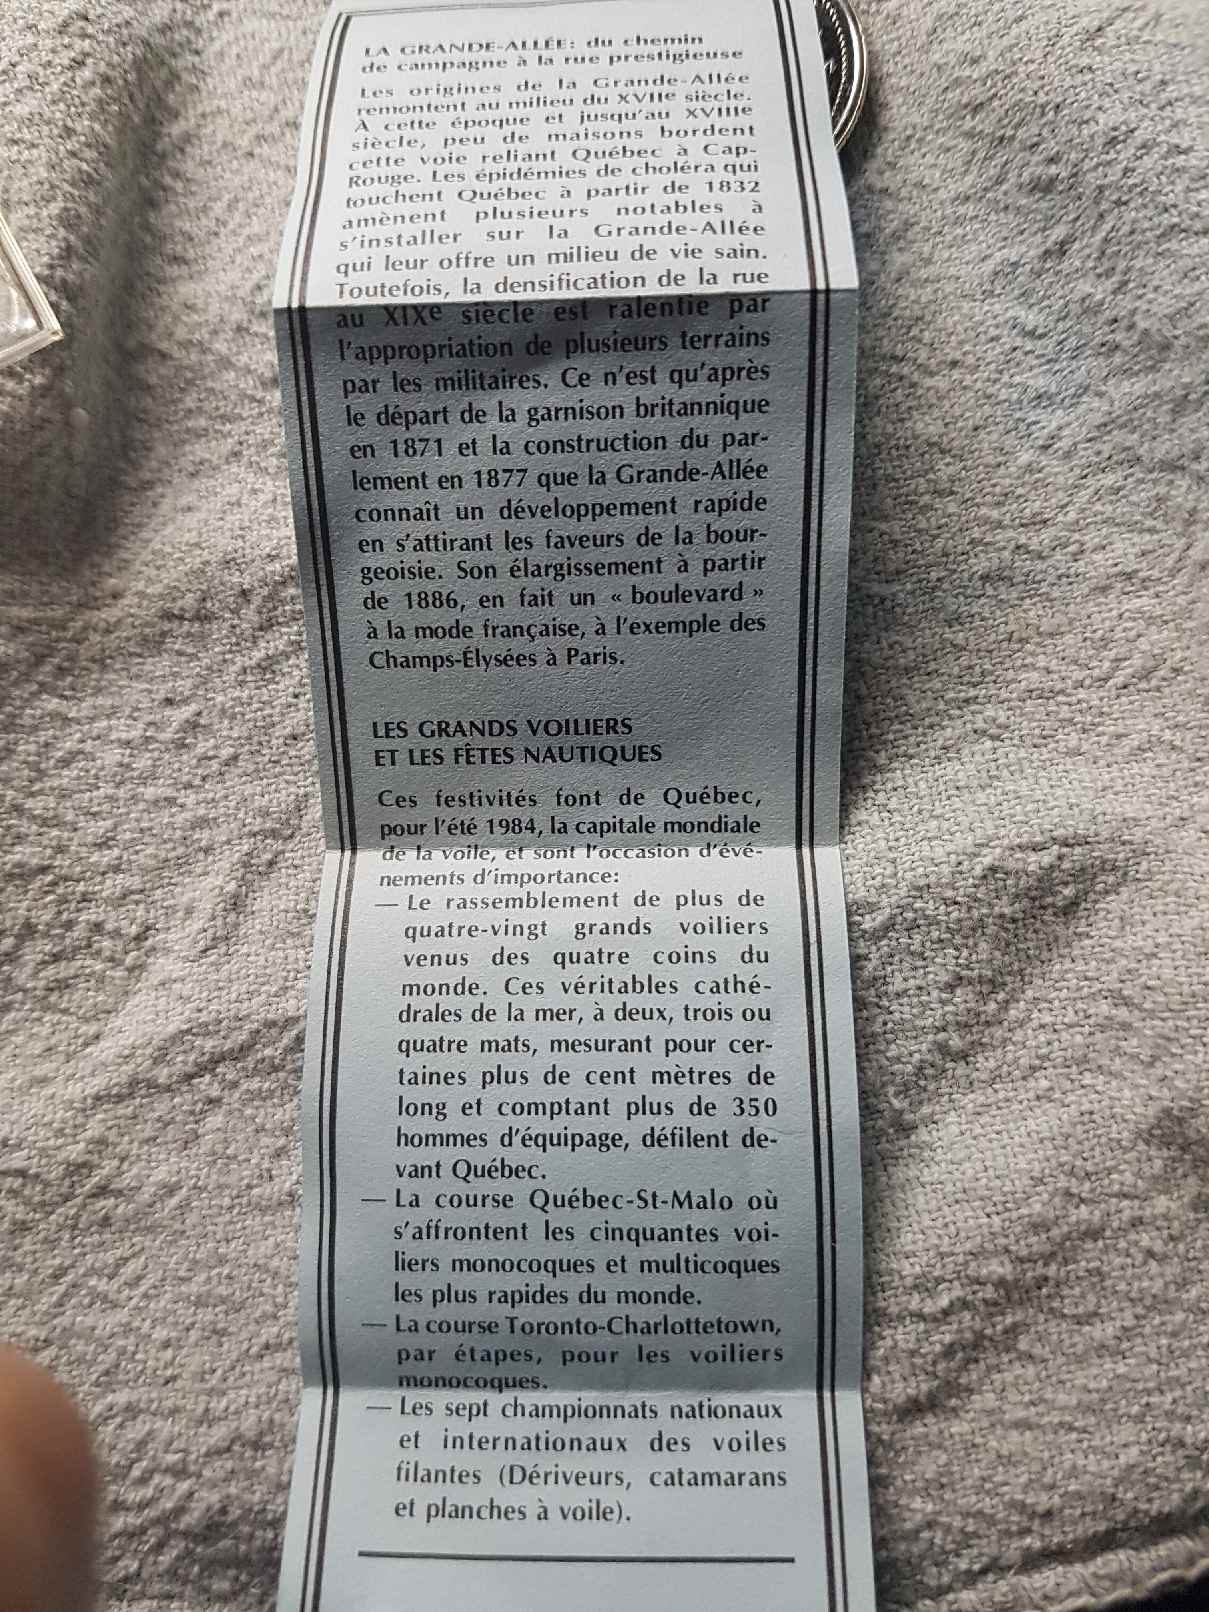 LA GRANDE-ALLÉE: du chemin
de campagne à la rue prestigieuse
Les origines de la Grande-Allée
remontent au milieu du XVIIe siècle.
À cette époque et jusqu'au XVIIIe
siècle, peu de maisons bordent
cette voie reliant Québec à Cap-
Rouge. Les épidémies de choléra qui
touchent Québec à partir de 1832
amènent plusieurs notables à
s'installer sur la Grande-Allée
qui leur offre un milieu de vie sain.
Toutefois, la densification de la rue
au XIXe siècle est ralentie par
l'appropriation de plusieurs terrains
par les militaires. Ce n'est qu'après
le départ de la garnison britannique
en 1871 et la construction du par-
lement en 1877 que la Grande-Allée
connaît un développement rapide
en s'attirant les faveurs de la bour-
geoisie. Son élargissement à partir
de 1886, en fait un « boulevard »
à la mode française, à l'exemple des
Champs-Élysées à Paris.
LES GRANDS VOILIERS
ET LES FÊTES NAUTIQUES
Ces festivités font de Québec,
pour l'été 1984, la capitale mondiale
de la voile, et sont l'occasion d'évé-
nements d'importance:
— Le rassemblement de plus de
quatre-vingt grands voiliers
venus des quatre coins du
monde. Ces véritables cathé-
drales de la mer, à deux, trois ou
quatre mats, mesurant pour cer-
taines plus de cent mètres de
long et comptant plus de 350
hommes d'équipage, défilent de-
vant Québec.
— La course Québec-St-Malo où
s'affrontent les cinquantes voi-
liers monocoques et multicoques
les plus rapides du monde.
— La course Toronto-Charlottetown,
par étapes, pour les voiliers
monocoques.
— Les sept championnats nationaux
et internationaux des voiles
filantes (Dériveurs, catamarans
et planches à voile).